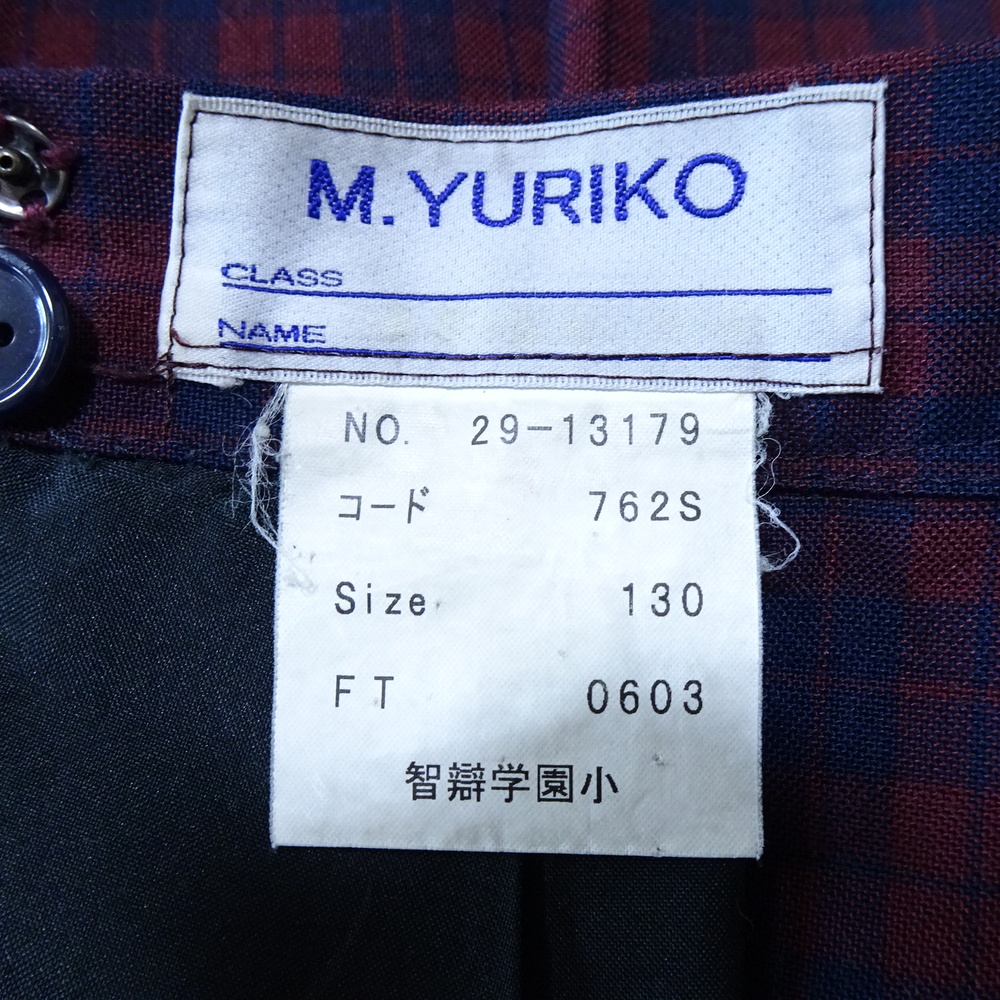 M.YURIKO
CLASS
NAME
NO. 29-13179
コード 762S
Size 130
FT 0603
智辯学園小